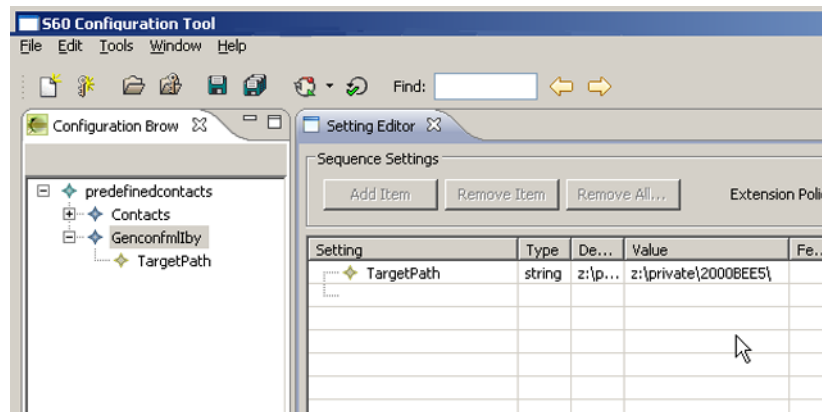 S60 Configuration Tool
File Edit Tools Window Help
Find:
Configuration Brow
Setting Editor
Sequence Settings
Add Item Remove Item Remove All... Extension Poli
predefinedcontacts
Contacts
GenconfmlIby
TargetPath
Setting Type De... Value Fe..
TargetPath string z:\p... z:\private\2000BEE5\